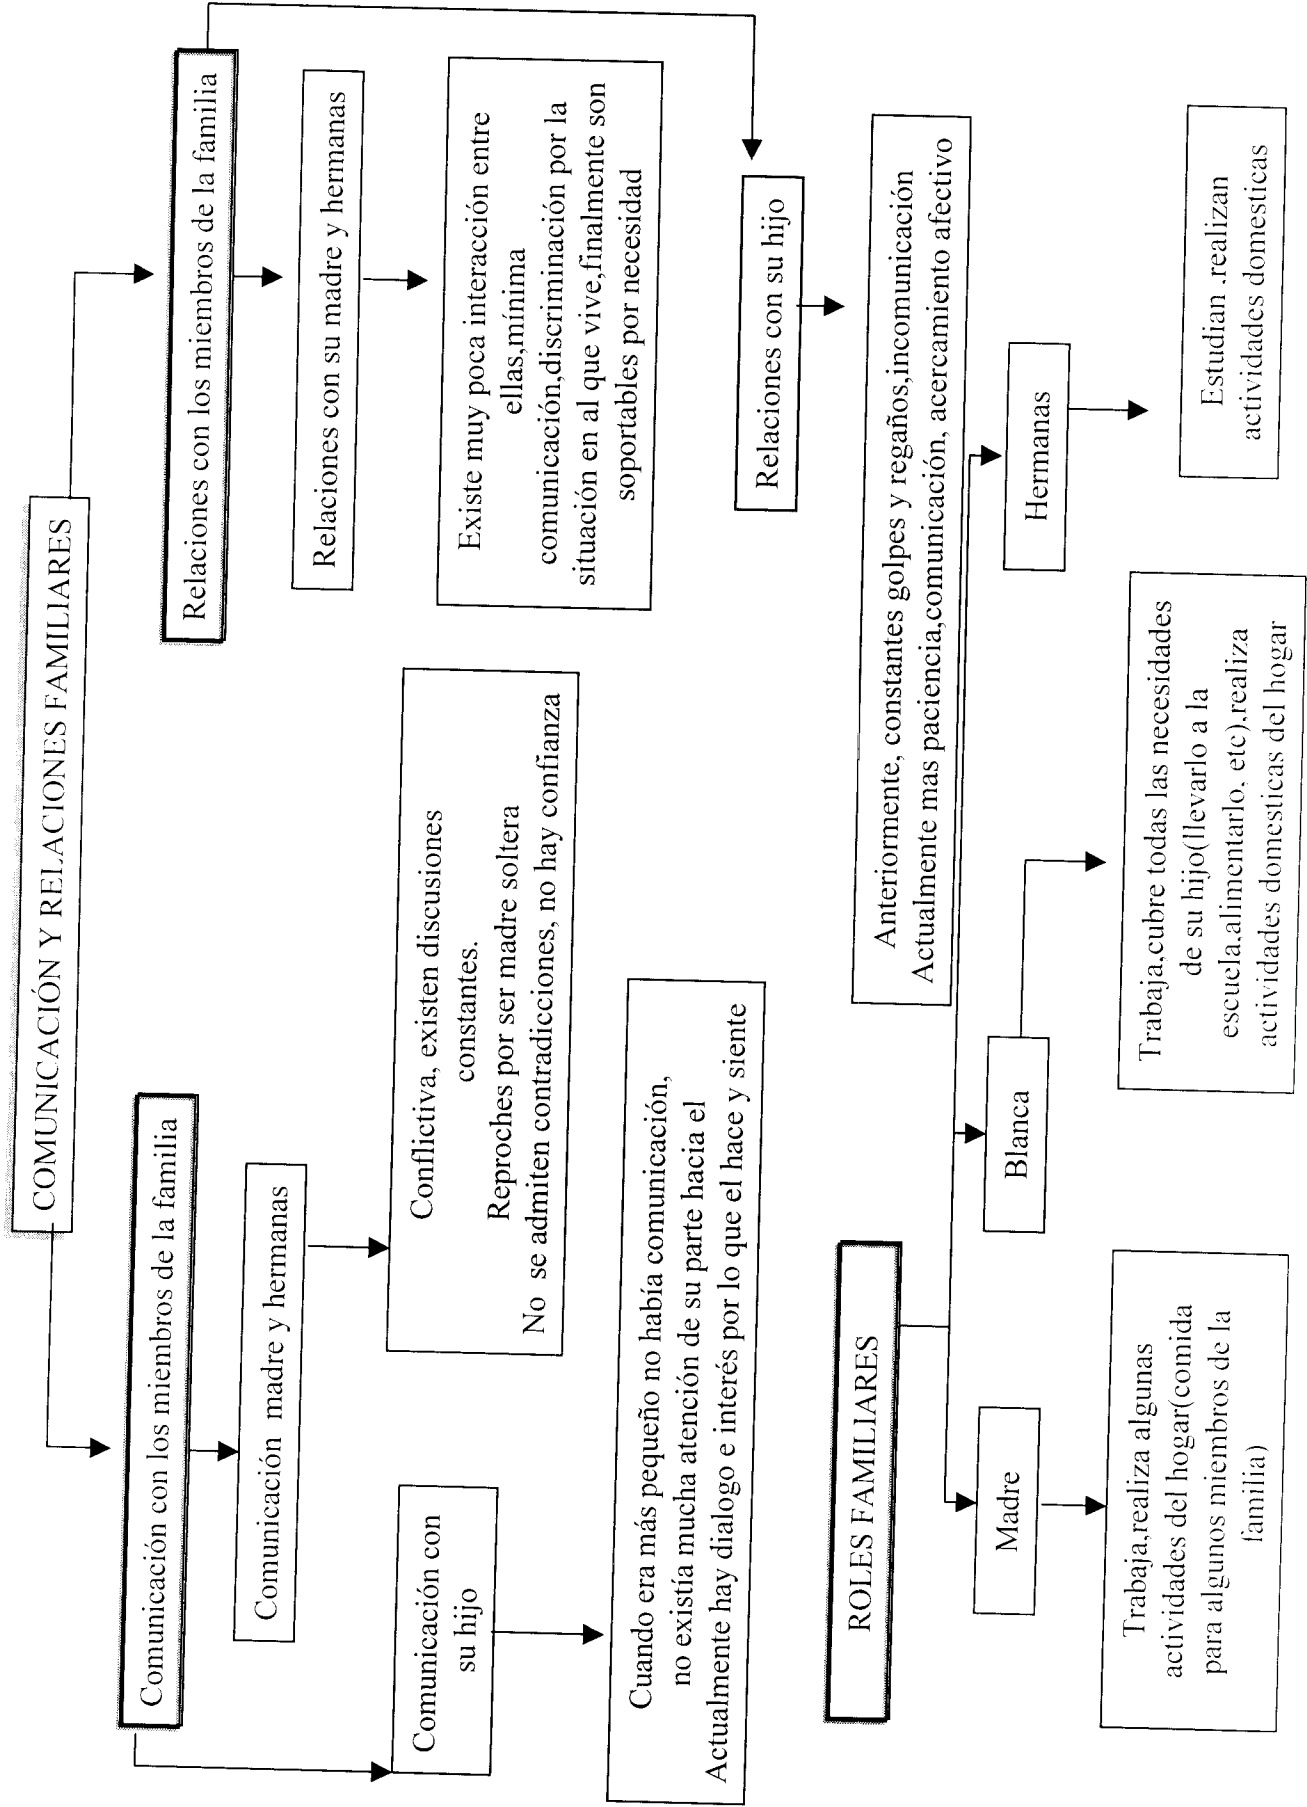 COMUNICACIÓN Y RELACIONES FAMILIARES
Comunicación con los miembros de la familia
Relaciones con los miembros de la familia
Comunicación madre y hermanas
Relaciones con su madre y hermanas
Comunicación con
su hijo
Conflictiva, existen discusiones
constantes.
Reproches por ser madre soltera
No se admiten contradicciones, no hay confianza
Existe muy poca interacción entre
ellas,mínima
comunicación,discriminación por la
situación en al que vive,finalmente son
soportables por necesidad
Cuando era más pequeño no había comunicación,
no existía mucha atención de su parte hacia el
Actualmente hay dialogo e interés por lo que el hace y siente
Relaciones con su hijo
Anteriormente, constantes golpes y regaños,incomunicación
Actualmente mas paciencia,comunicación, acercamiento afectivo
ROLES FAMILIARES
Madre
Blanca
Hermanas
Trabaja,realiza algunas
actividades del hogar(comida
para algunos miembros de la
familia)
Trabaja,cubre todas las necesidades
de su hijo(llevarlo a la
escuela,alimentarlo, etc),realiza
actividades domesticas del hogar
Estudian .realizan
actividades domesticas